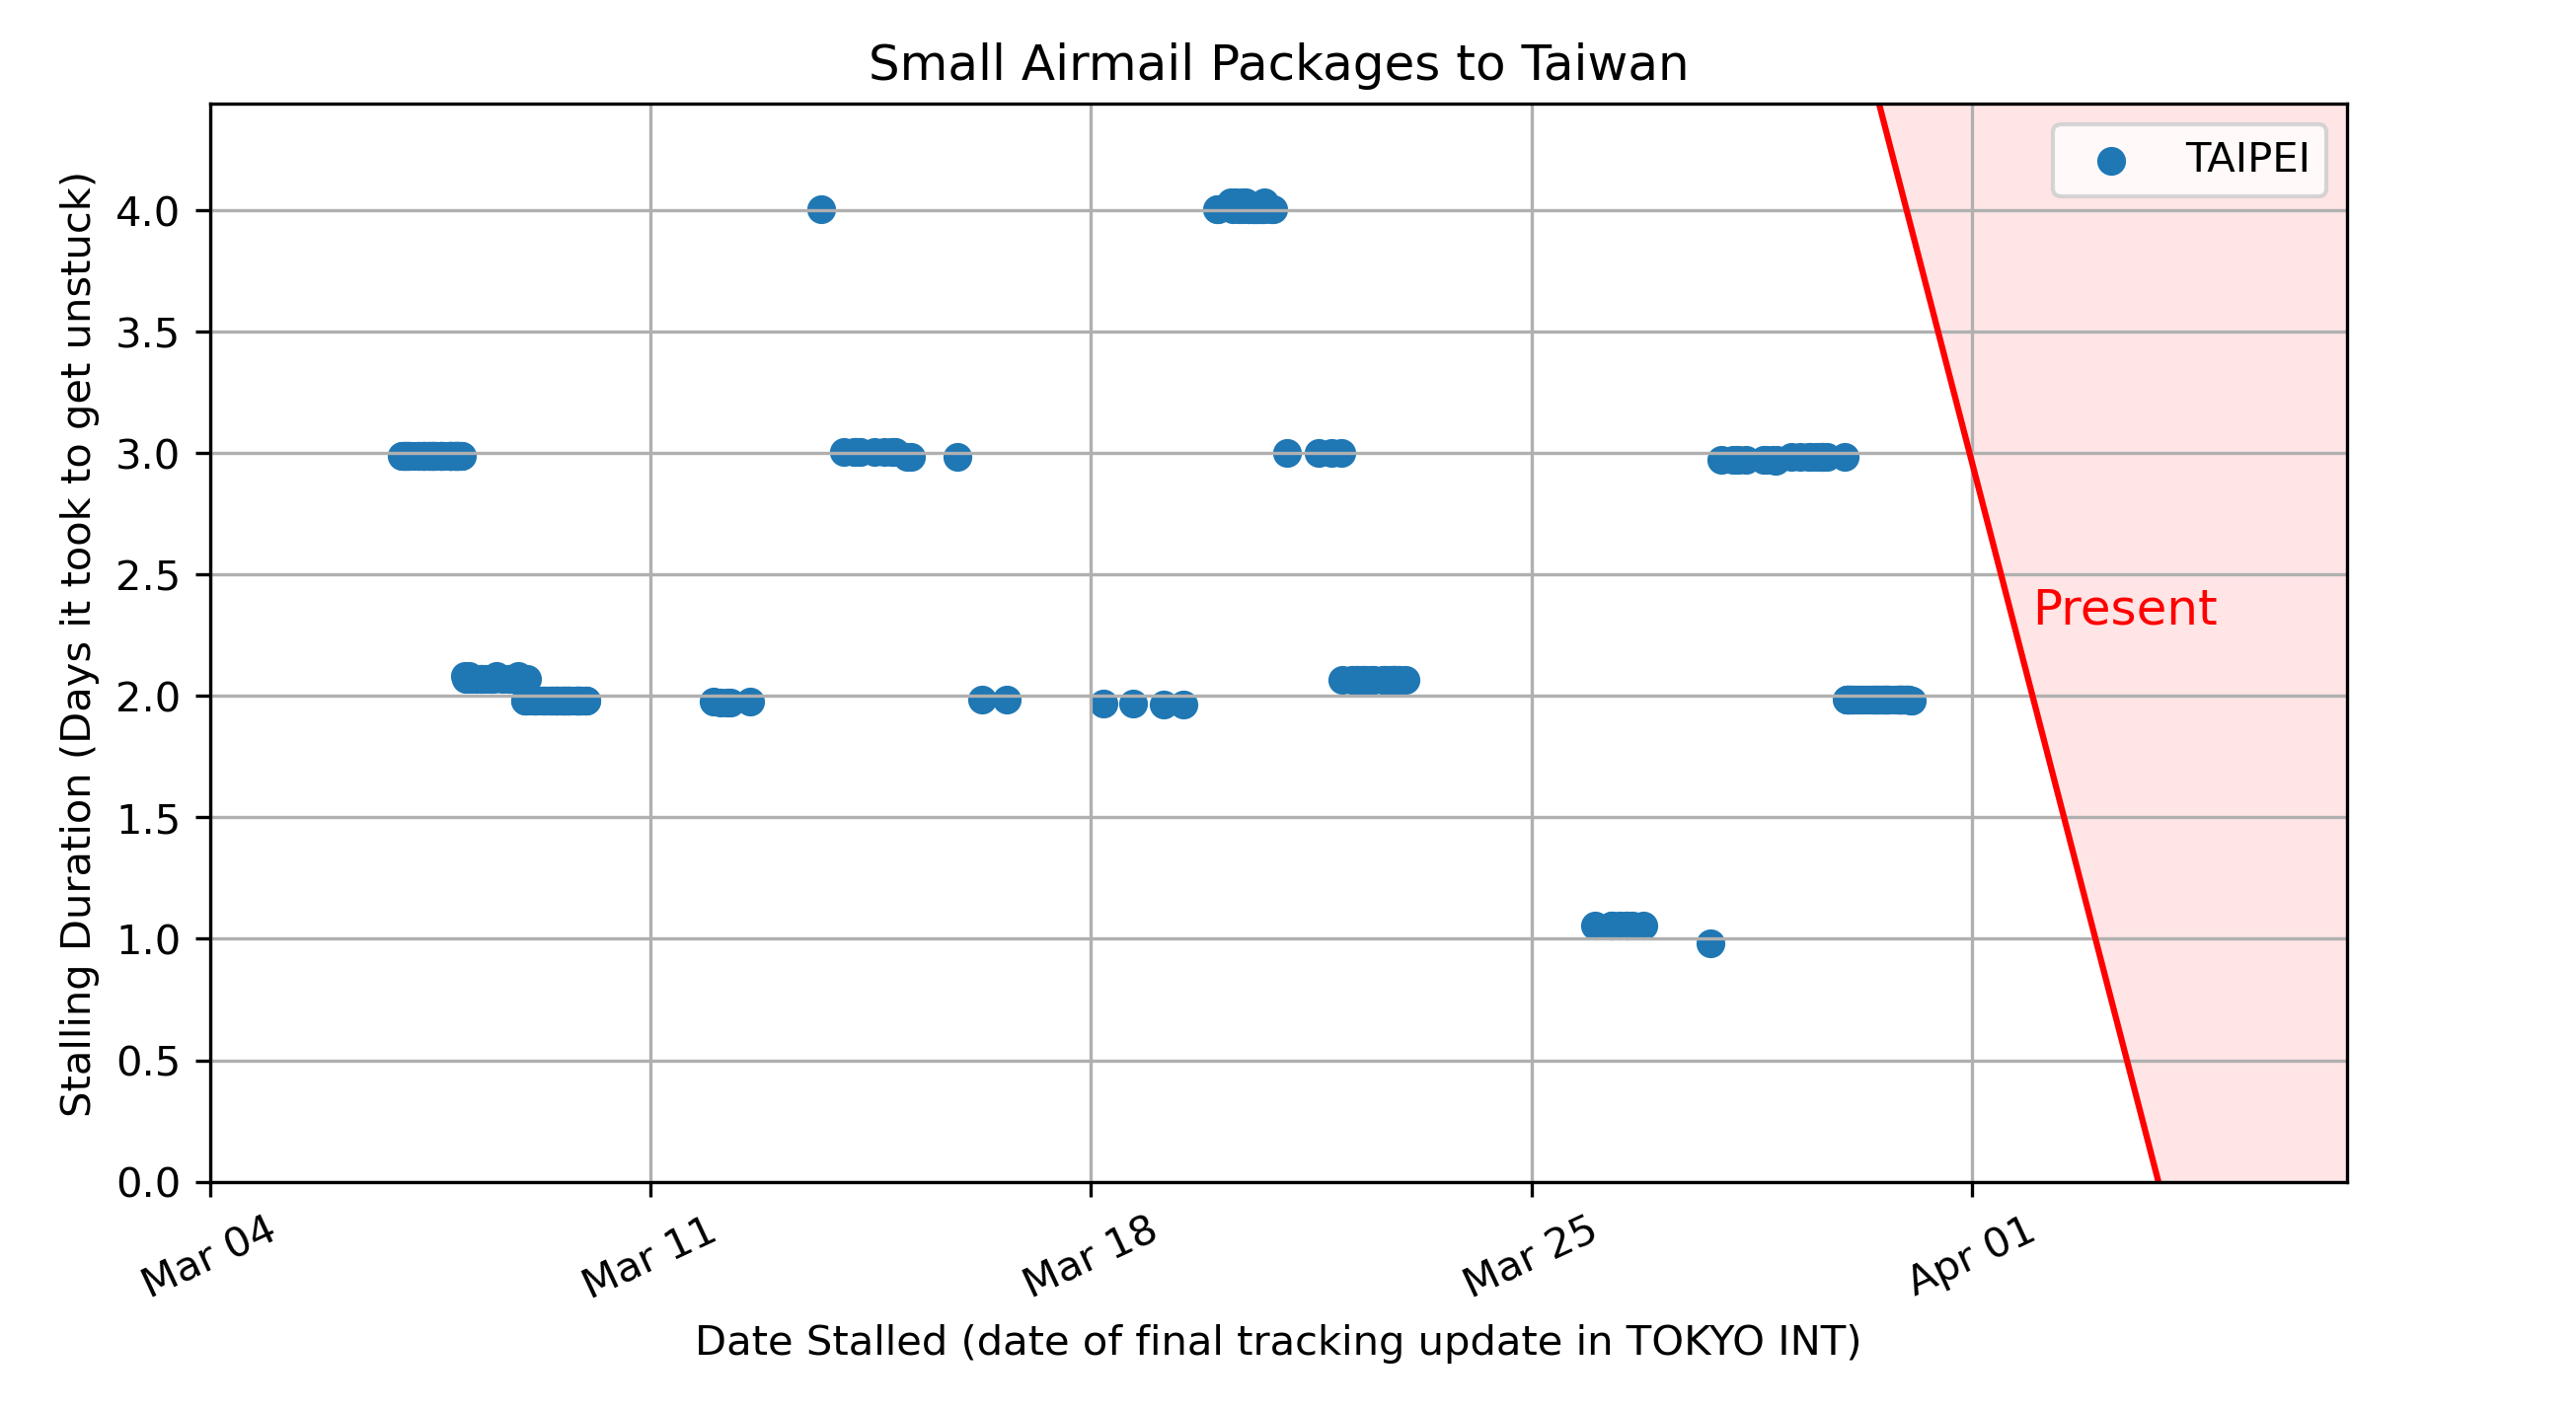 Small Airmail Packages to Taiwan
TAIPEI
Stalling Duration (Days it took to get unstuck)
4.0
3.5
3.0
2.5
2.0
1.5
1.0
0.5
0.0
Present
Mar 04
Mar 11
Mar 18
Mar 25
Apr 01
Date Stalled (date of final tracking update in TOKYO INT)